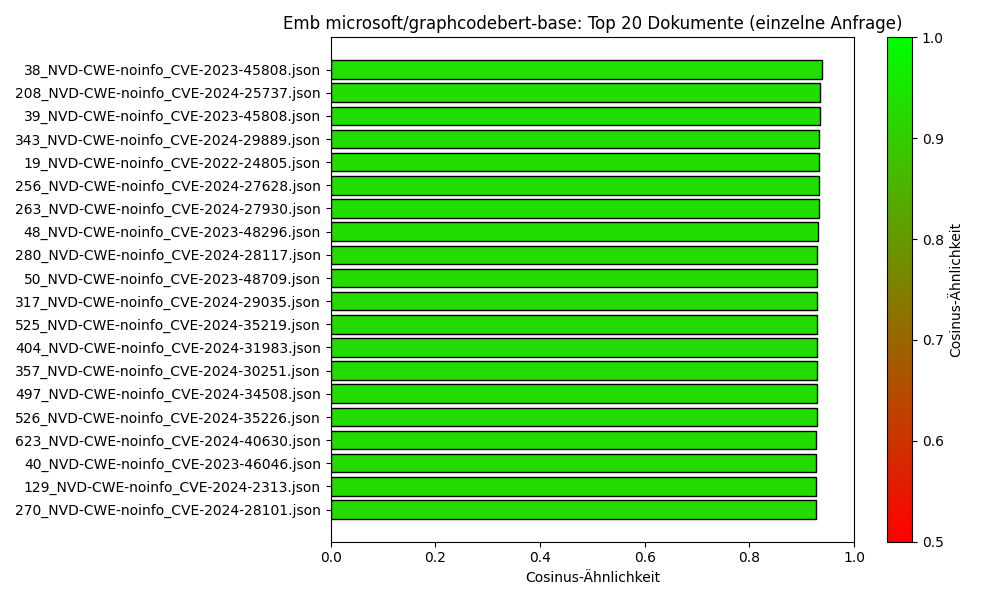 Emb microsoft/graphcodebert-base: Top 20 Dokumente (einzelne Anfrage)
38_NVD-CWE-noinfo_CVE-2023-45808.json
208_NVD-CWE-noinfo_CVE-2024-25737.json
39_NVD-CWE-noinfo_CVE-2023-45808.json
343_NVD-CWE-noinfo_CVE-2024-29889.json
19_NVD-CWE-noinfo_CVE-2022-24805.json
256_NVD-CWE-noinfo_CVE-2024-27628.json
263_NVD-CWE-noinfo_CVE-2024-27930.json
48_NVD-CWE-noinfo_CVE-2023-48296.json
280_NVD-CWE-noinfo_CVE-2024-28117.json
50_NVD-CWE-noinfo_CVE-2023-48709.json
317_NVD-CWE-noinfo_CVE-2024-29035.json
525_NVD-CWE-noinfo_CVE-2024-35219.json
404_NVD-CWE-noinfo_CVE-2024-31983.json
357_NVD-CWE-noinfo_CVE-2024-30251.json
497_NVD-CWE-noinfo_CVE-2024-34508.json
526_NVD-CWE-noinfo_CVE-2024-35226.json
623_NVD-CWE-noinfo_CVE-2024-40630.json
40_NVD-CWE-noinfo_CVE-2023-46046.json
129_NVD-CWE-noinfo_CVE-2024-2313.json
270_NVD-CWE-noinfo_CVE-2024-28101.json
0.0 0.2 0.4 0.6 0.8 1.0
Cosinus-Ähnlichkeit
1.0
0.9
0.8
0.7
0.6
0.5
Cosinus-Ähnlichkeit